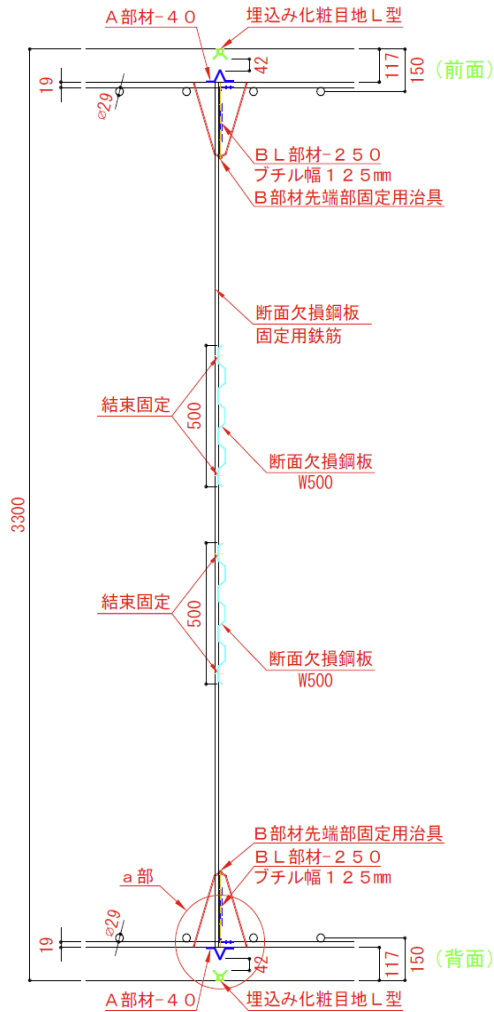 A部材-40
埋込み化粧目地L型
42
117
150
(前面)
19
⌀29
BL部材-250
ブチル幅125mm
B部材先端部固定用治具
断面欠損鋼板
固定用鉄筋
結束固定
500
断面欠損鋼板
W500
3300
結束固定
500
断面欠損鋼板
W500
B部材先端部固定用治具
BL部材-250
ブチル幅125mm
a部
⌀29
19
42
117
150
(背面)
A部材-40
埋込み化粧目地L型